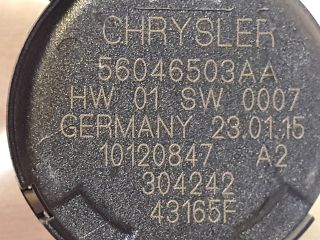 CHRYSLER
56046503AA
HW 01 SW 0007
GERMANY 23.01.15
10120847 A2
304242
43165F